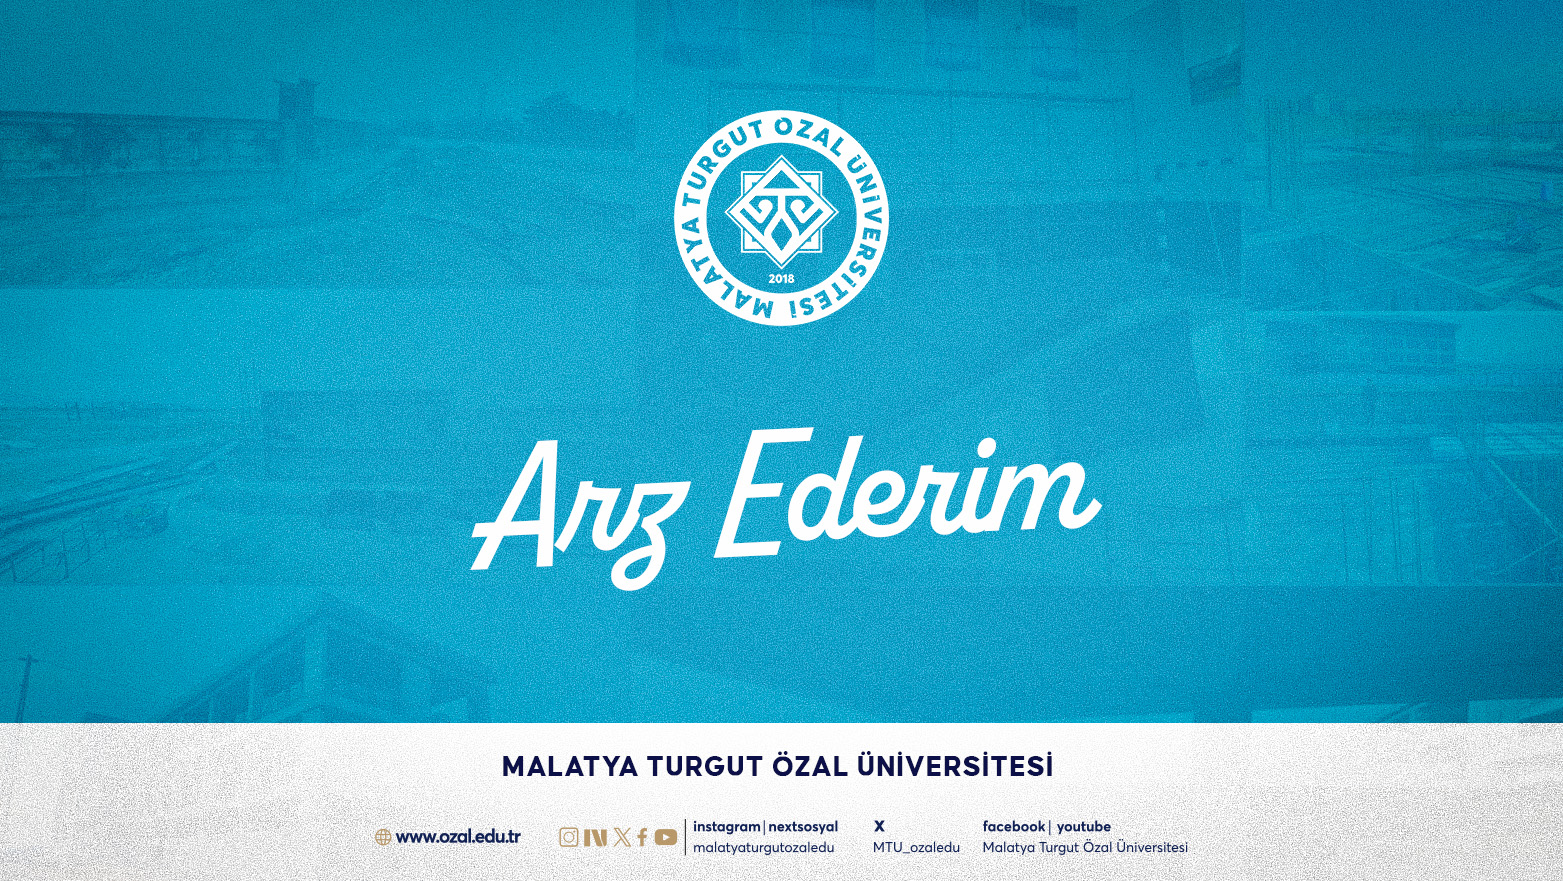 MALATYA TURGUT ÖZAL ÜNİVERSİTESİ
2018
Arz Ederim
MALATYA TURGUT ÖZAL ÜNİVERSİTESİ
www.ozal.edu.tr
instagram | nextsosyal
malatyaturgutozaledu
X
MTU_ozaledu
facebook | youtube
Malatya Turgut Özal Üniversitesi